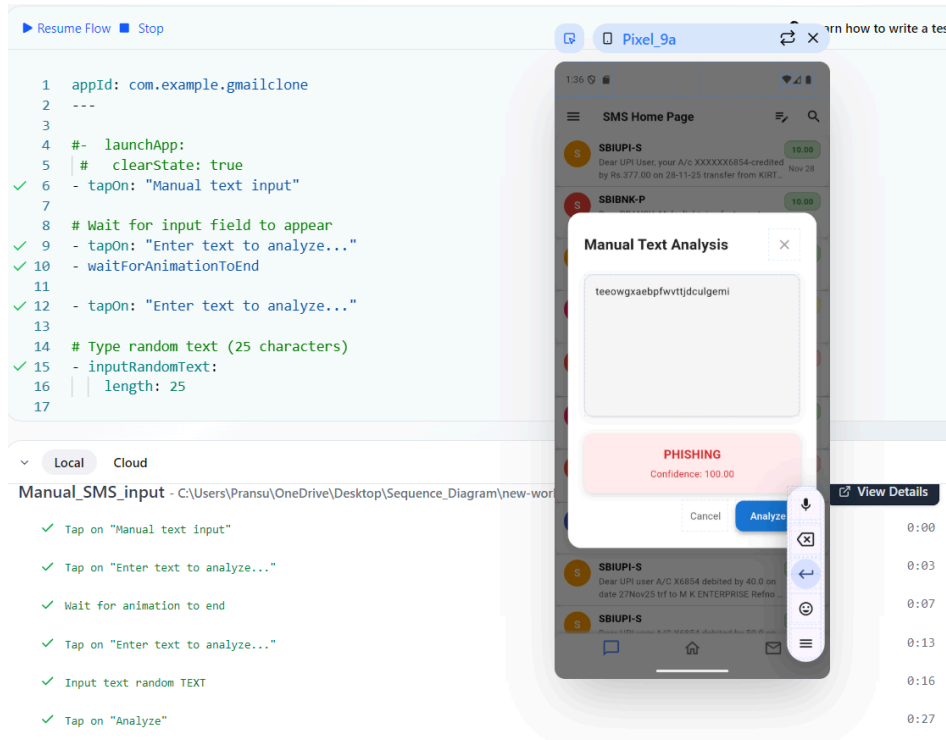 Resume Flow Stop
Learn how to write a tes
Pixel_9a
1 appId: com.example.gmailclone
2 ---
3
4 #- launchApp:
5 # clearState: true
6 - tapOn: "Manual text input"
7
8 # Wait for input field to appear
9 - tapOn: "Enter text to analyze..."
10 - waitForAnimationToEnd
11
12 - tapOn: "Enter text to analyze..."
13
14 # Type random text (25 characters)
15 - inputRandomText:
16 length: 25
17
1:36
SMS Home Page
S
SBIUPI-S
10.00
Dear UPI User, your A/c XXXXXX6854-credited
by Rs.377.00 on 28-11-25 transfer from KIRT...
Nov 28
S
SBIBNK-P
10.00
Manual Text Analysis
teeowgxaebpfwvttjdculgemi
PHISHING
Confidence: 100.00
Cancel
Analyze
S
SBIUPI-S
Dear UPI user A/C X6854 debited by 40.0 on
date 27Nov25 trf to M K ENTERPRISE Refno ...
S
SBIUPI-S
Local Cloud
Manual_SMS_input - C:\Users\Pransu\OneDrive\Desktop\Sequence_Diagram\new-wor
View Details
Tap on "Manual text input" 0:00
Tap on "Enter text to analyze..." 0:03
Wait for animation to end 0:07
Tap on "Enter text to analyze..." 0:13
Input text random TEXT 0:16
Tap on "Analyze" 0:27